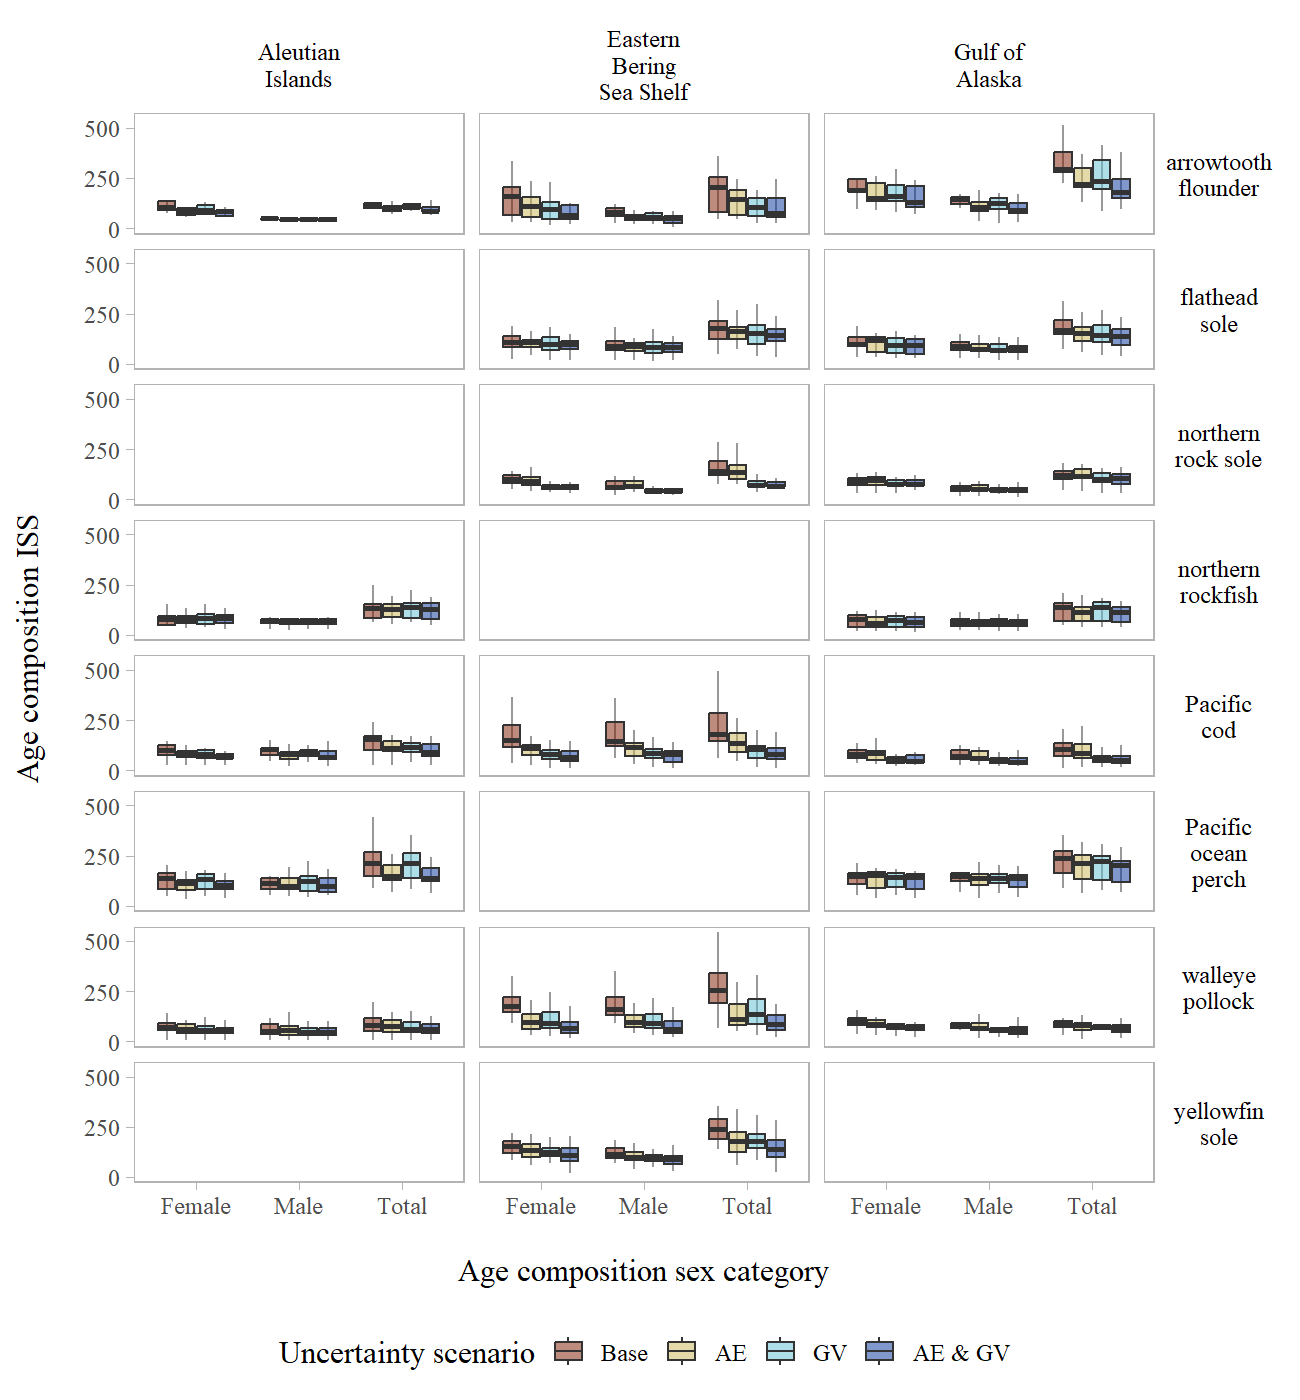 Aleutian
Islands
Eastern
Bering
Sea Shelf
Gulf of
Alaska
500
250
0
arrowtooth
flounder
500
250
0
flathead
sole
500
250
0
northern
rock sole
500
250
0
northern
rockfish
500
250
0
Pacific
cod
500
250
0
Pacific
ocean
perch
500
250
0
walleye
pollock
500
250
0
yellowfin
sole
Age composition ISS
Female Male Total Female Male Total Female Male Total
Age composition sex category
Uncertainty scenario Base AE GV AE & GV